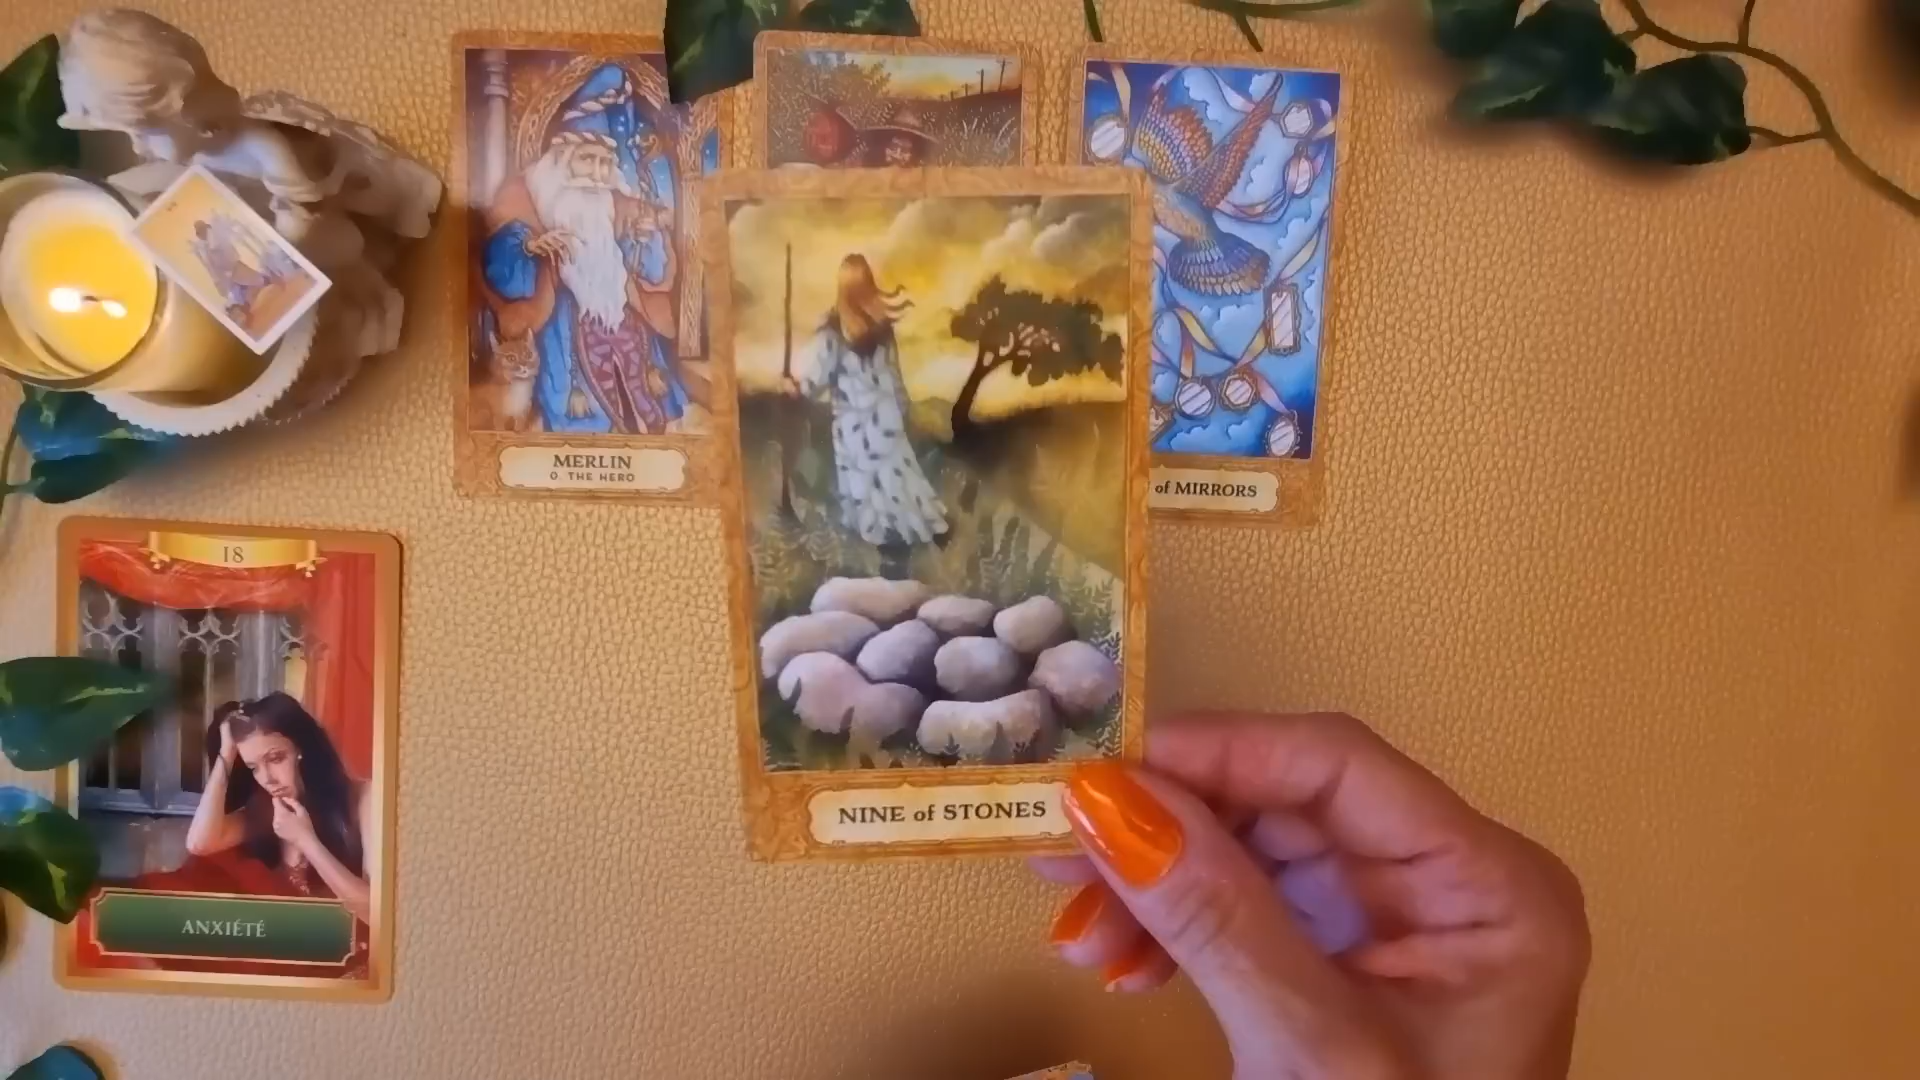 MERLIN
0. THE HERO
of MIRRORS
18
NINE of STONES
ANXIÉTÉ